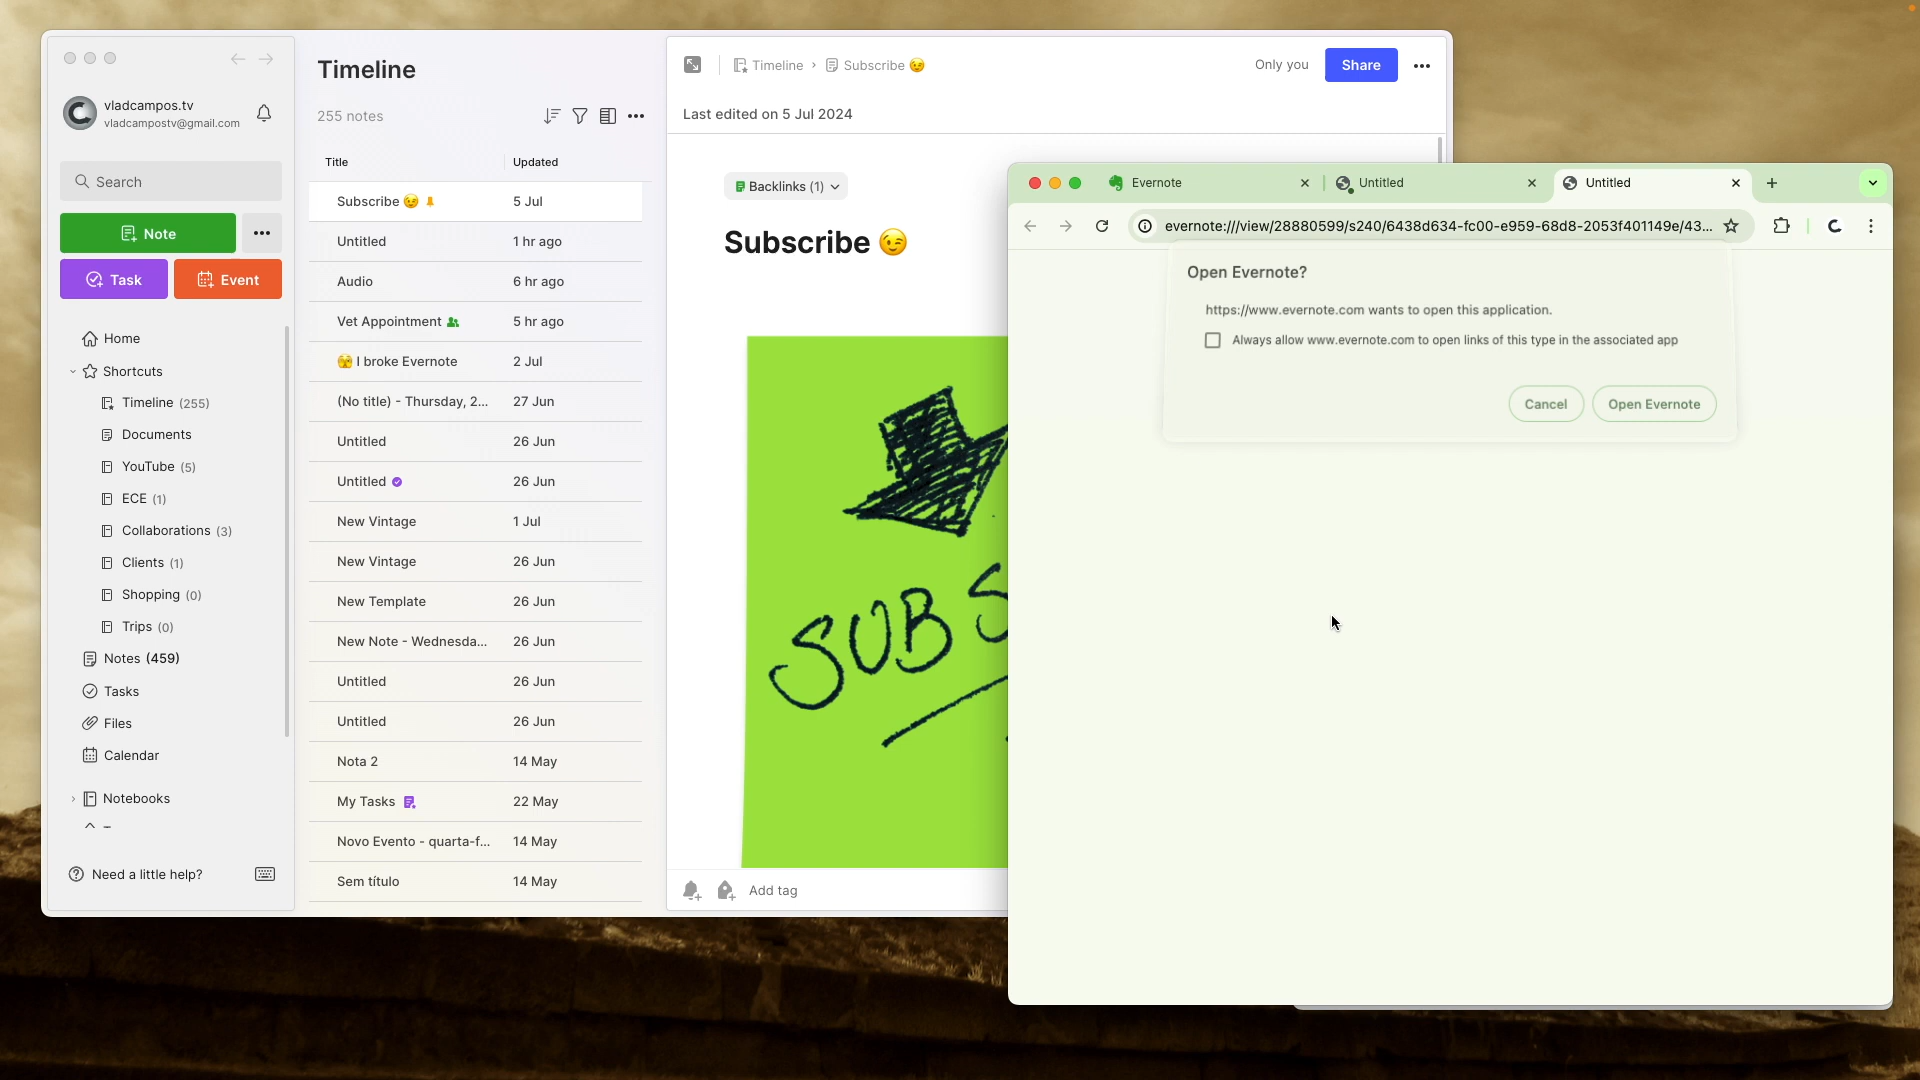 vladcampos.tv
vladcampostv@gmail.com
Search
Note
Task
Event
Home
Shortcuts
Timeline (255)
Documents
YouTube (5)
ECE (1)
Collaborations (3)
Clients (1)
Shopping (0)
Trips (0)
Notes (459)
Tasks
Files
Calendar
Notebooks
Need a little help?
Timeline
255 notes
Title Updated
Subscribe 😉 5 Jul
Untitled 1 hr ago
Audio 6 hr ago
Vet Appointment 5 hr ago
🫣 I broke Evernote 2 Jul
(No title) - Thursday, 2... 27 Jun
Untitled 26 Jun
Untitled 26 Jun
New Vintage 1 Jul
New Vintage 26 Jun
New Template 26 Jun
New Note - Wednesda... 26 Jun
Untitled 26 Jun
Untitled 26 Jun
Nota 2 14 May
My Tasks 22 May
Novo Evento - quarta-f... 14 May
Sem título 14 May
Timeline › Subscribe 😉
Only you
Share
Last edited on 5 Jul 2024
Backlinks (1)
Subscribe 😉
SUBS
Add tag
Evernote
Untitled
Untitled
evernote:///view/28880599/s240/6438d634-fc00-e959-68d8-2053f401149e/43...
Open Evernote?
https://www.evernote.com wants to open this application.
Always allow www.evernote.com to open links of this type in the associated app
Cancel
Open Evernote